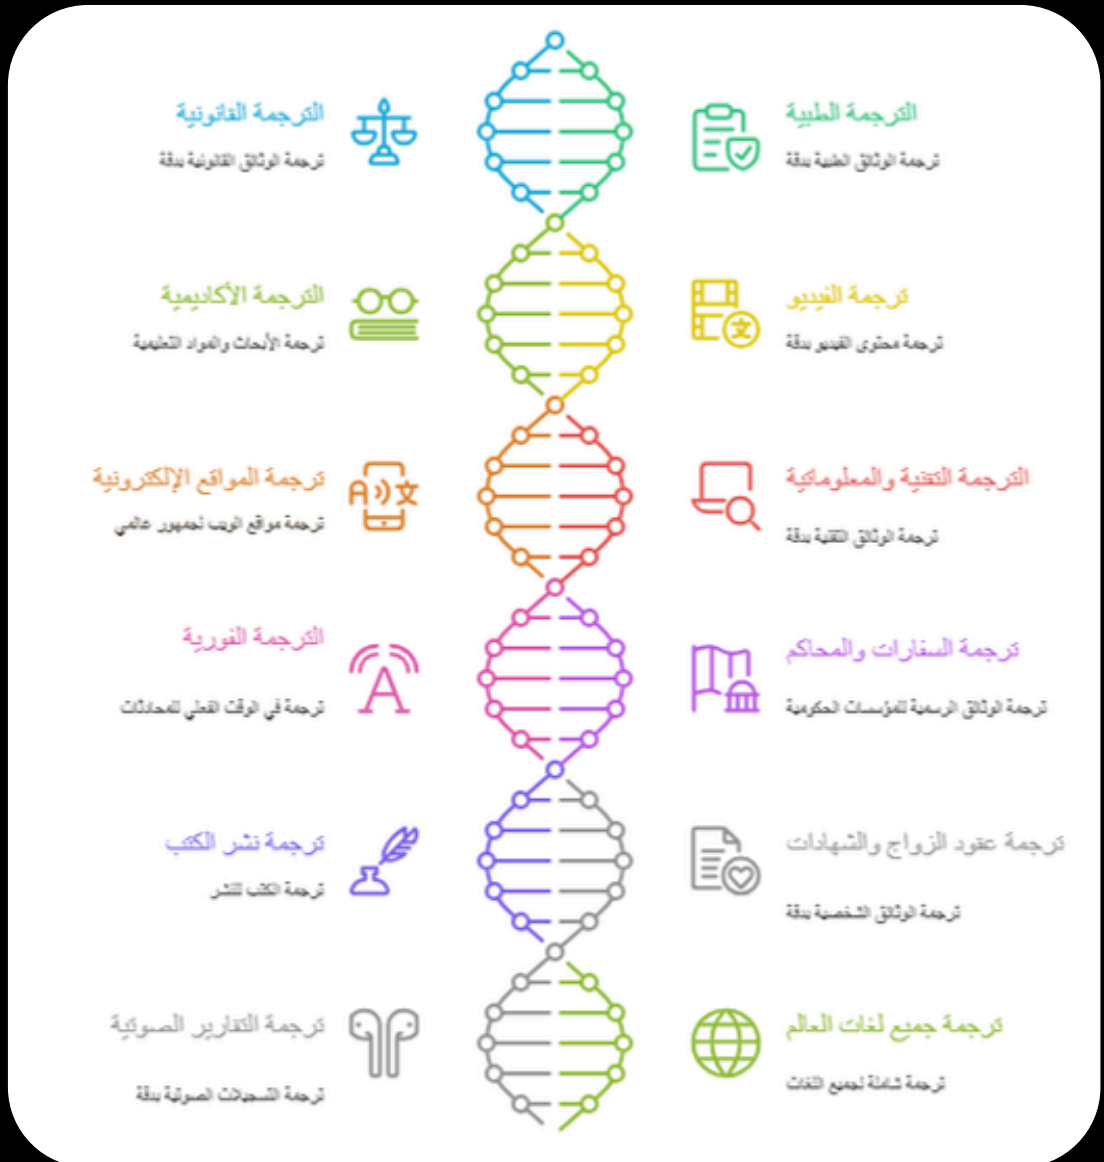 الترجمة الطبية
ترجمة الوثائق الطبية بدقة
الترجمة القانونية
ترجمة الوثائق القانونية بدقة
ترجمة الفيديو
ترجمة محتوى الفيديو بدقة
الترجمة الأكاديمية
ترجمة الأبحاث والمواد التعليمية
الترجمة التقنية والمعلوماتية
ترجمة الوثائق التقنية بدقة
ترجمة المواقع الإلكترونية
ترجمة مواقع الويب لجمهور عالمي
A 文
ترجمة السفارات والمحاكم
ترجمة الوثائق الرسمية للمؤسسات الحكومية
الترجمة الفورية
ترجمة في الوقت الفعلي للمحادثات
A
ترجمة عقود الزواج والشهادات
ترجمة الوثائق الشخصية بدقة
ترجمة نشر الكتب
ترجمة الكتب للنشر
ترجمة جميع لغات العالم
ترجمة شاملة لجميع اللغات
ترجمة التقارير الصوتية
ترجمة التسجيلات الصوتية بدقة